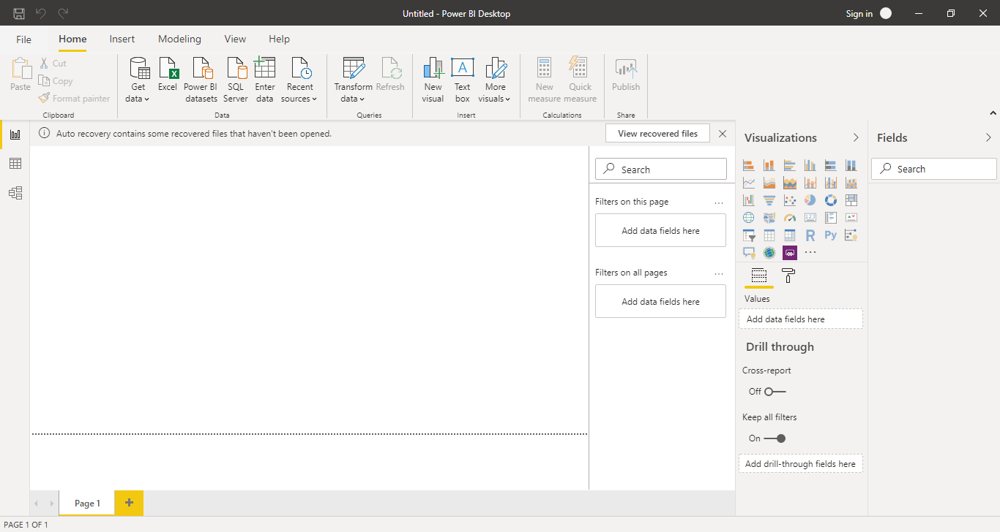 Untitled - Power BI Desktop
Sign in
File
Home
Insert
Modeling
View
Help
Paste
Cut
Copy
Format painter
Clipboard
Get
data
Excel
Power BI
datasets
SQL
Server
Enter
data
Recent
sources
Data
Transform
data
Refresh
Queries
New
visual
Text
box
More
visuals
Insert
New
measure
Quick
measure
Calculations
Publish
Share
Auto recovery contains some recovered files that haven't been opened.
View recovered files
Search
Filters on this page
Add data fields here
Filters on all pages
Add data fields here
Visualizations
123
R
Py
Values
Add data fields here
Drill through
Cross-report
Off
Keep all filters
On
Add drill-through fields here
Fields
Search
Page 1
PAGE 1 OF 1